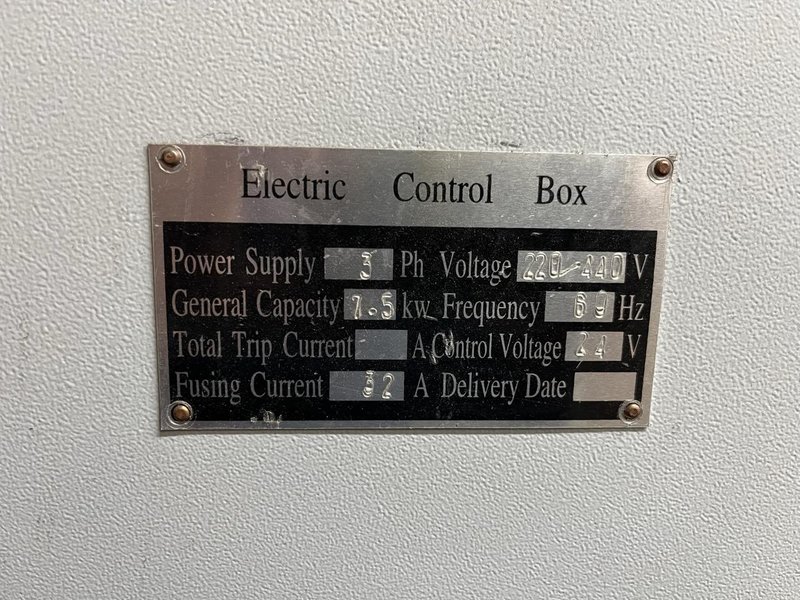 Electric Control Box
Power Supply 3 Ph Voltage 220/440 V
General Capacity 7.5 kw Frequency 60 Hz
Total Trip Current A Control Voltage 24 V
Fusing Current 32 A Delivery Date